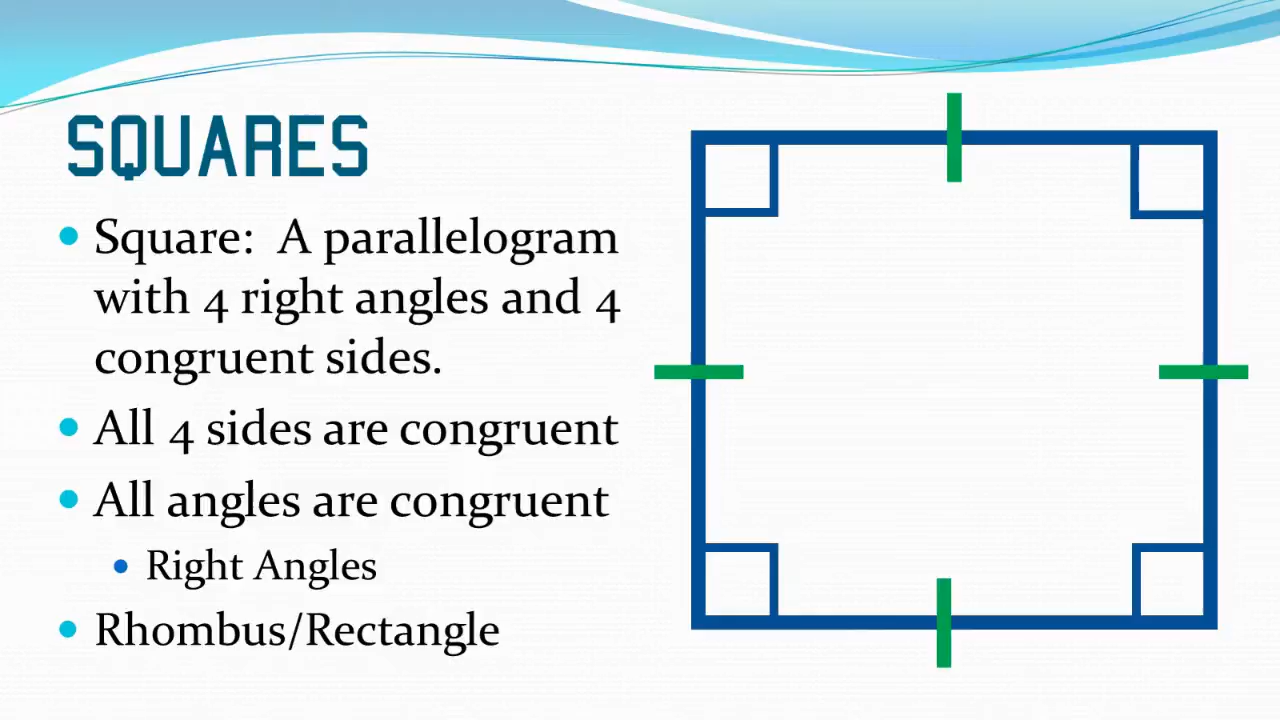 SQUARES
Square: A parallelogram
with 4 right angles and 4
congruent sides.
All 4 sides are congruent
All angles are congruent
Right Angles
Rhombus/Rectangle